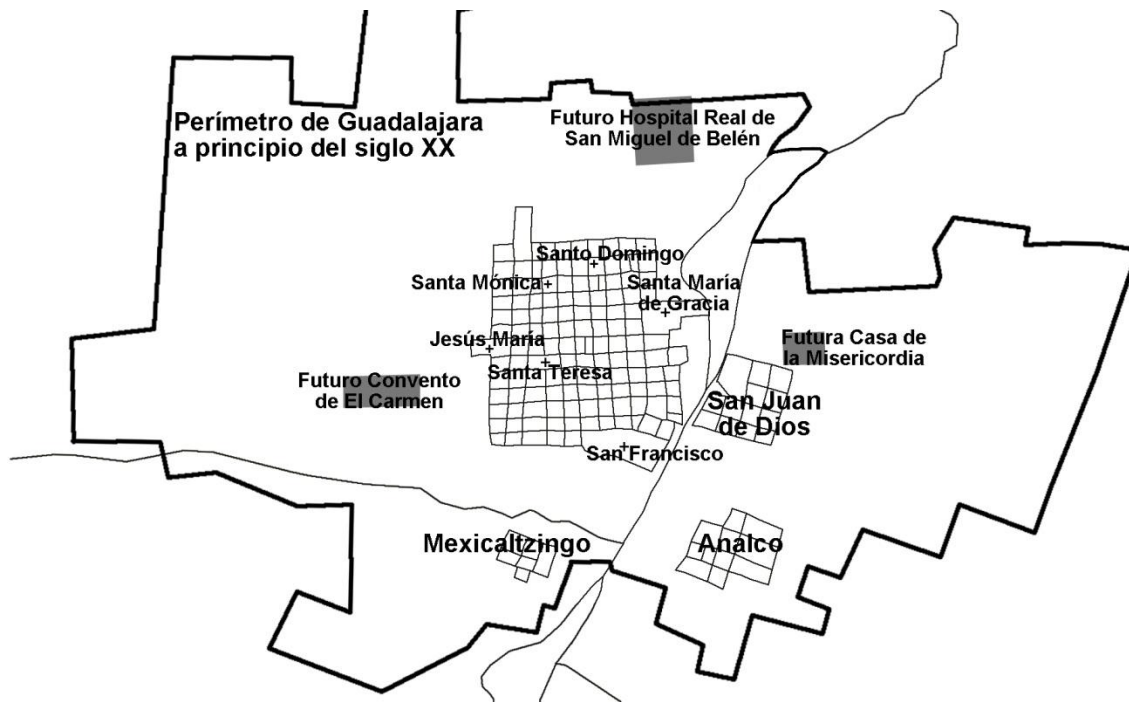 Futuro Hospital Real de
San Miguel de Belén
Perímetro de Guadalajara
a principio del siglo XX
Santo Domingo
Santa Mónica
Santa María
de Gracia
Jesús María
Futura Casa de
la Misericordia
Santa Teresa
Futuro Convento
de El Carmen
San Juan
de Dios
San Francisco
Mexicaltzingo
Analco